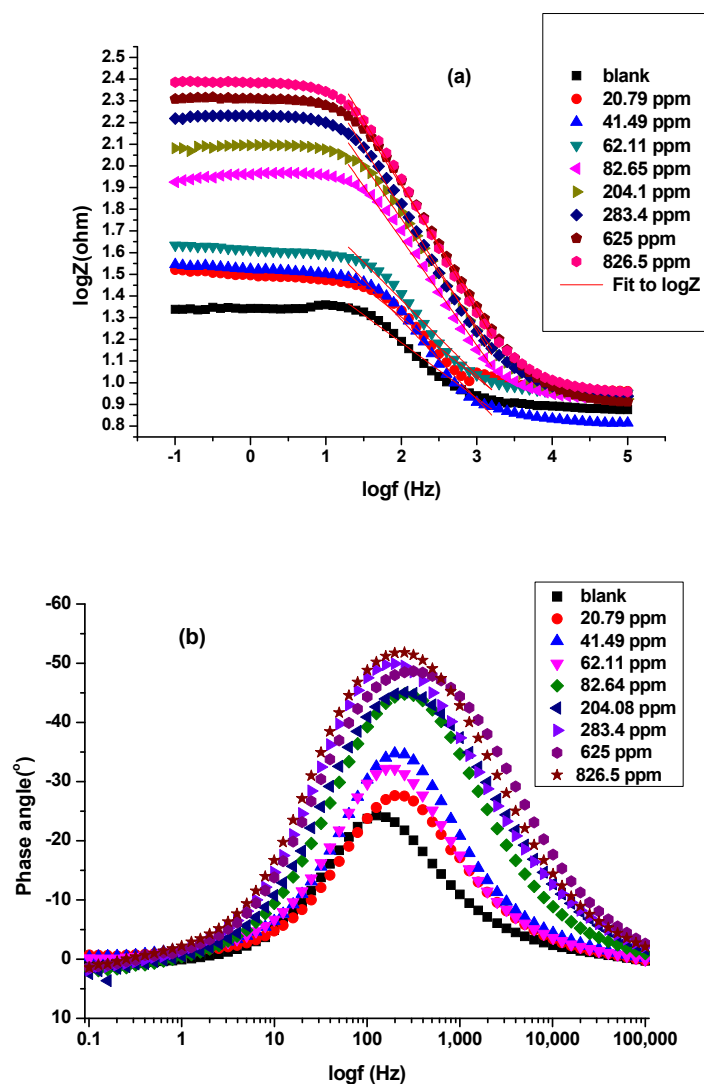 (a)
2.5
2.4
2.3
2.2
2.1
2.0
1.9
1.8
1.7
1.6
1.5
1.4
1.3
1.2
1.1
1.0
0.9
0.8
logZ(ohm)
-1 0 1 2 3 4 5
logf (Hz)
blank
20.79 ppm
41.49 ppm
62.11 ppm
82.65 ppm
204.1 ppm
283.4 ppm
625 ppm
826.5 ppm
Fit to logZ
(b)
-60
-50
-40
-30
-20
-10
0
10
Phase angle(°)
0.1 1 10 100 1,000 10,000 100,000
logf (Hz)
blank
20.79 ppm
41.49 ppm
62.11 ppm
82.64 ppm
204.08 ppm
283.4 ppm
625 ppm
826.5 ppm